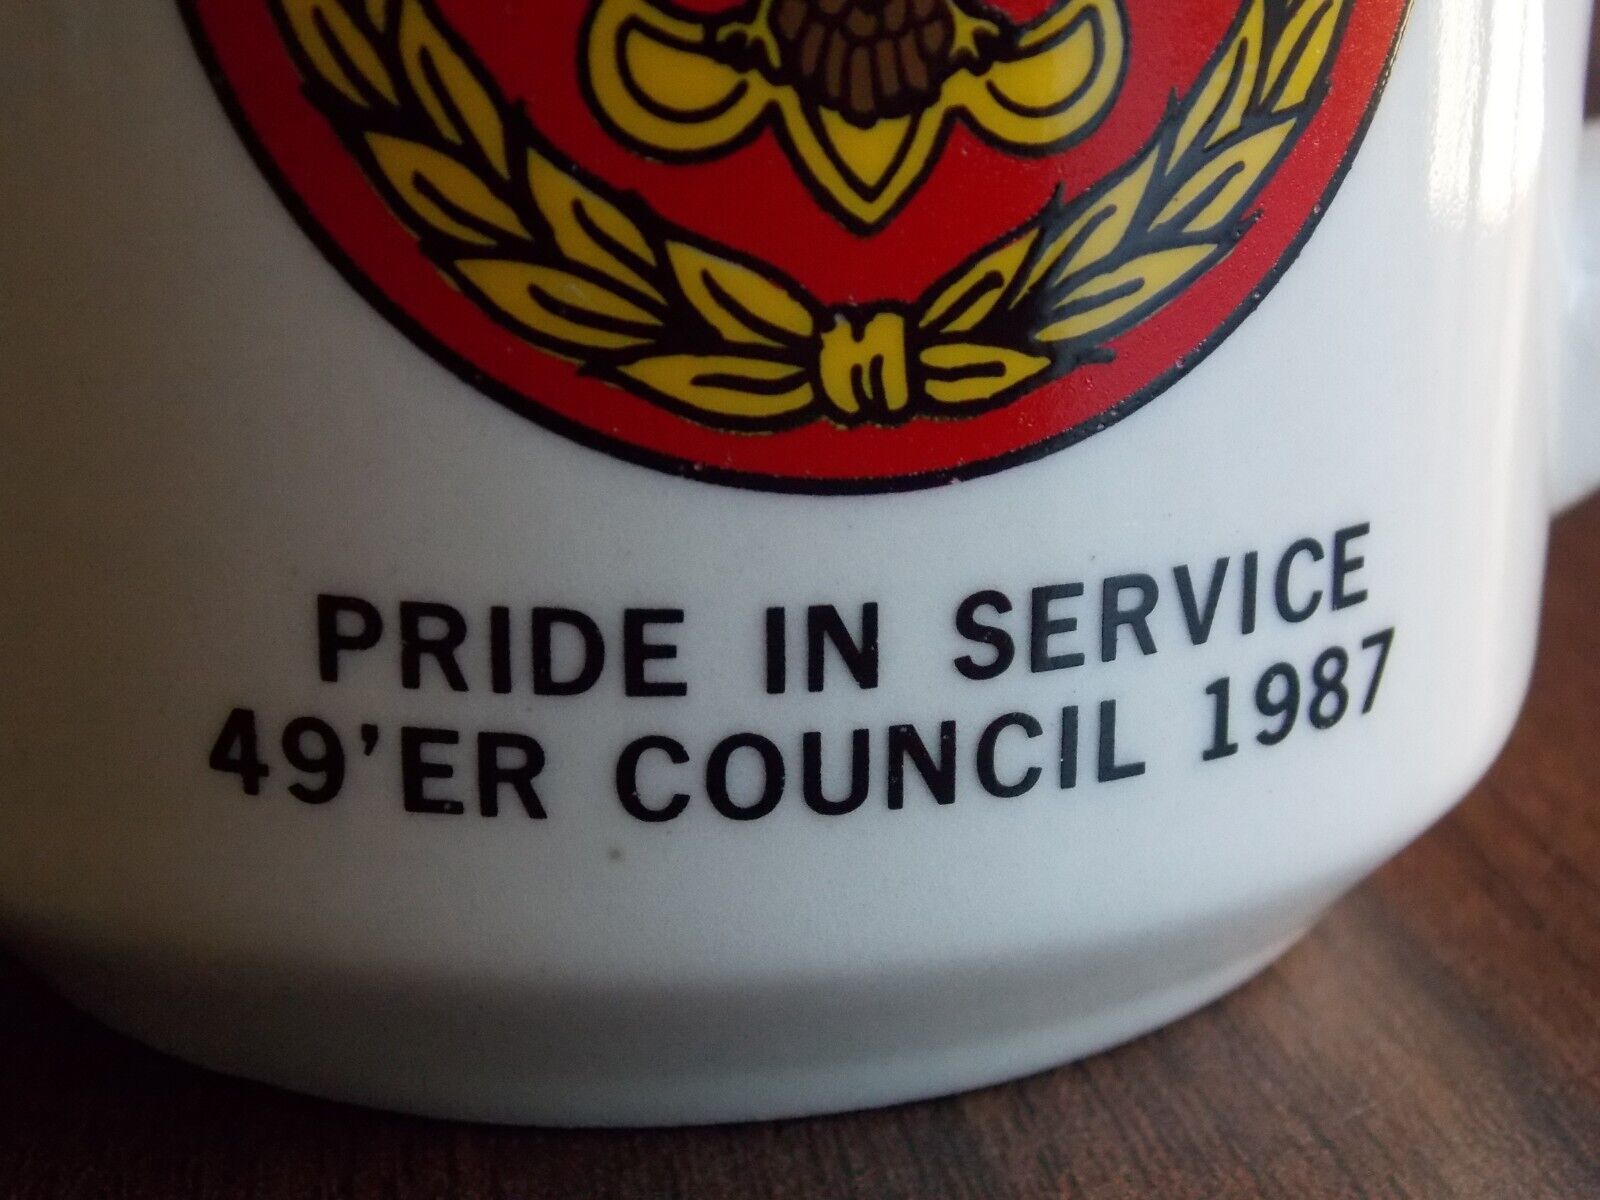 PRIDE IN SERVICE
49'ER COUNCIL 1987